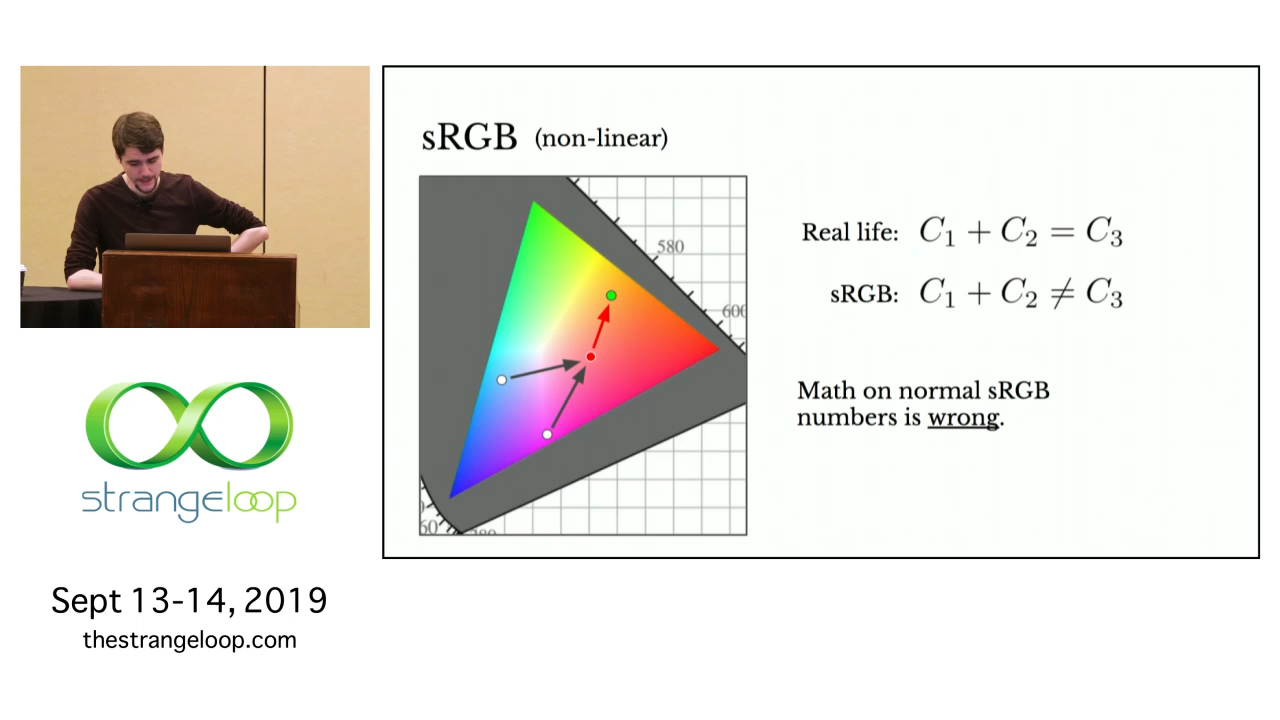 sRGB (non-linear)
580
600
60
Real life: C₁ + C₂ = C₃
sRGB: C₁ + C₂ ≠ C₃
Math on normal sRGB
numbers is wrong.
strangeloop
Sept 13-14, 2019
thestrangeloop.com